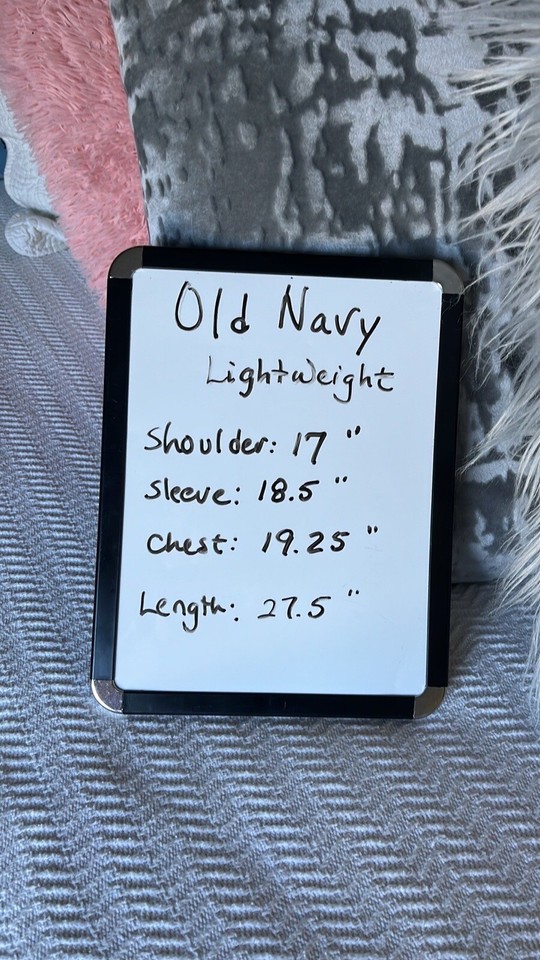 Old Navy
Lightweight
Shoulder: 17 "
Sleeve: 18.5 "
Chest: 19.25 "
Length: 27.5 "